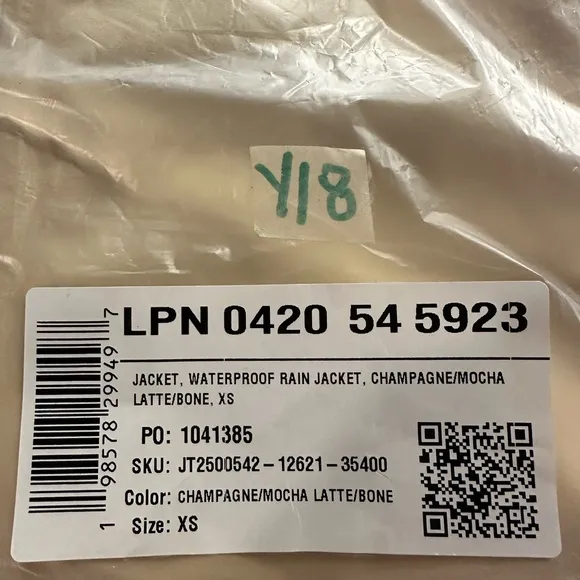 Y18
LPN 0420 54 5923
JACKET, WATERPROOF RAIN JACKET, CHAMPAGNE/MOCHA
LATTE/BONE, XS
PO: 1041385
SKU: JT2500542-12621-35400
Color: CHAMPAGNE/MOCHA LATTE/BONE
Size: XS
1 98578 29949 7